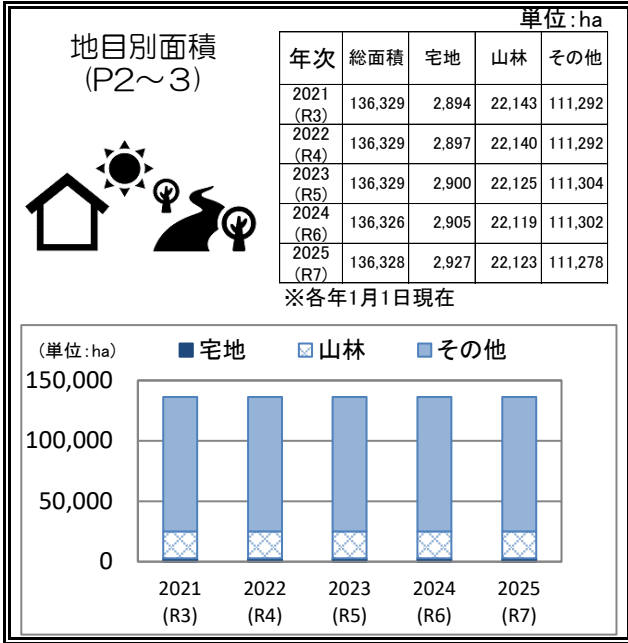 単位:ha
地目別面積
(P2～3)
年次 総面積 宅地 山林 その他
2021
(R3) 136,329 2,894 22,143 111,292
2022
(R4) 136,329 2,897 22,140 111,292
2023
(R5) 136,329 2,900 22,125 111,304
2024
(R6) 136,326 2,905 22,119 111,302
2025
(R7) 136,328 2,927 22,123 111,278
※各年1月1日現在
(単位:ha) 宅地 山林 その他
150,000
100,000
50,000
0
2021 2022 2023 2024 2025
(R3) (R4) (R5) (R6) (R7)